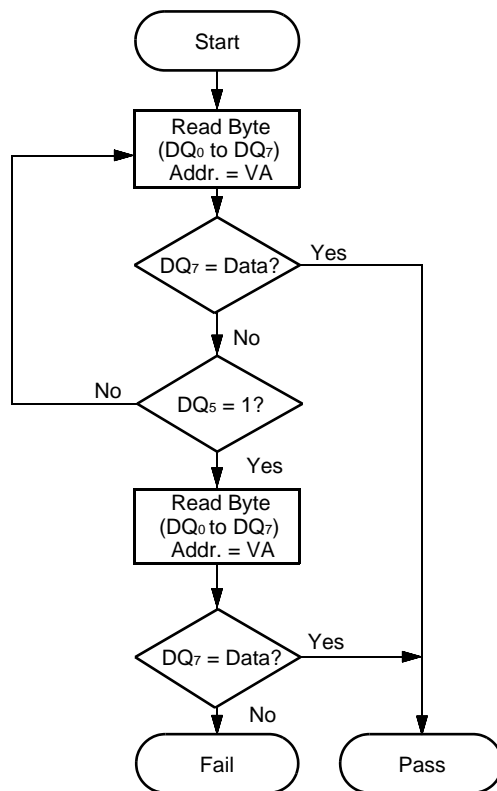 Start
Read Byte
(DQ0 to DQ7)
Addr. = VA
DQ7 = Data?
Yes
No
No
DQ5 = 1?
Yes
Read Byte
(DQ0 to DQ7)
Addr. = VA
DQ7 = Data?
Yes
No
Fail
Pass